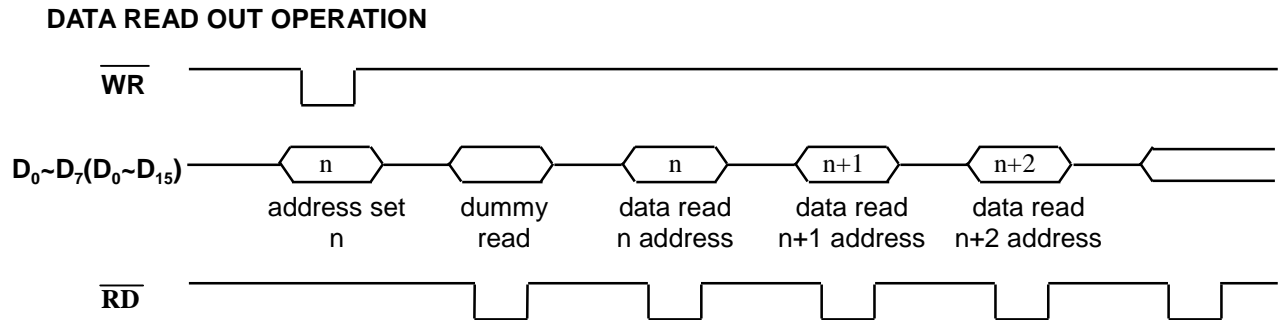 DATA READ OUT OPERATION
WR
D0~D7(D0~D15)
n
n
n+1
n+2
address set
n
dummy
read
data read
n address
data read
n+1 address
data read
n+2 address
RD